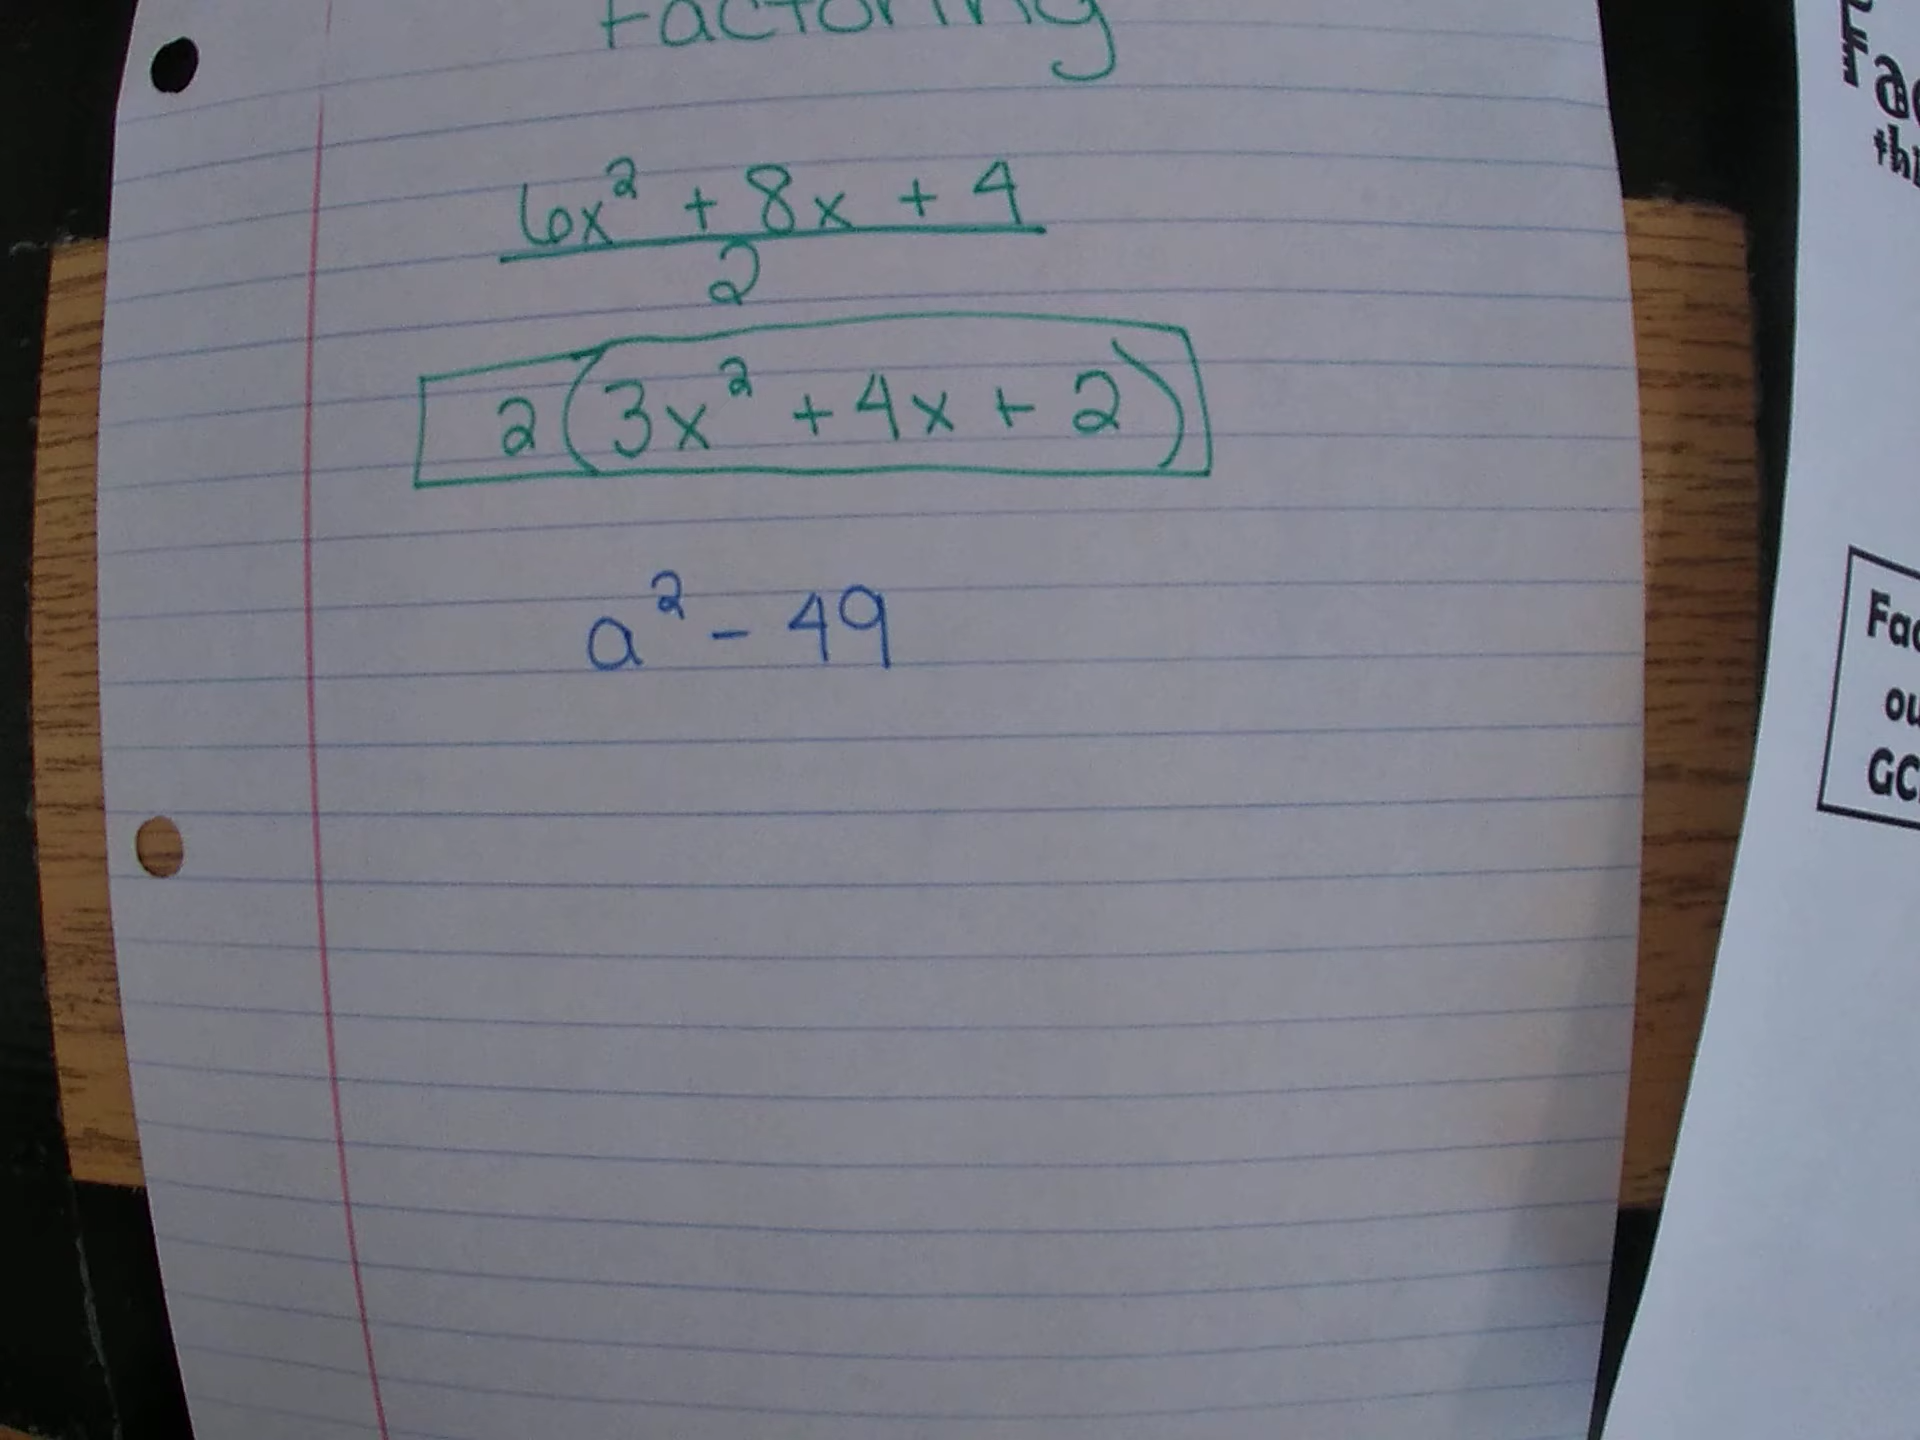 Factoring
6x² + 8x + 4
2
2(3x² + 4x + 2)
a² - 49